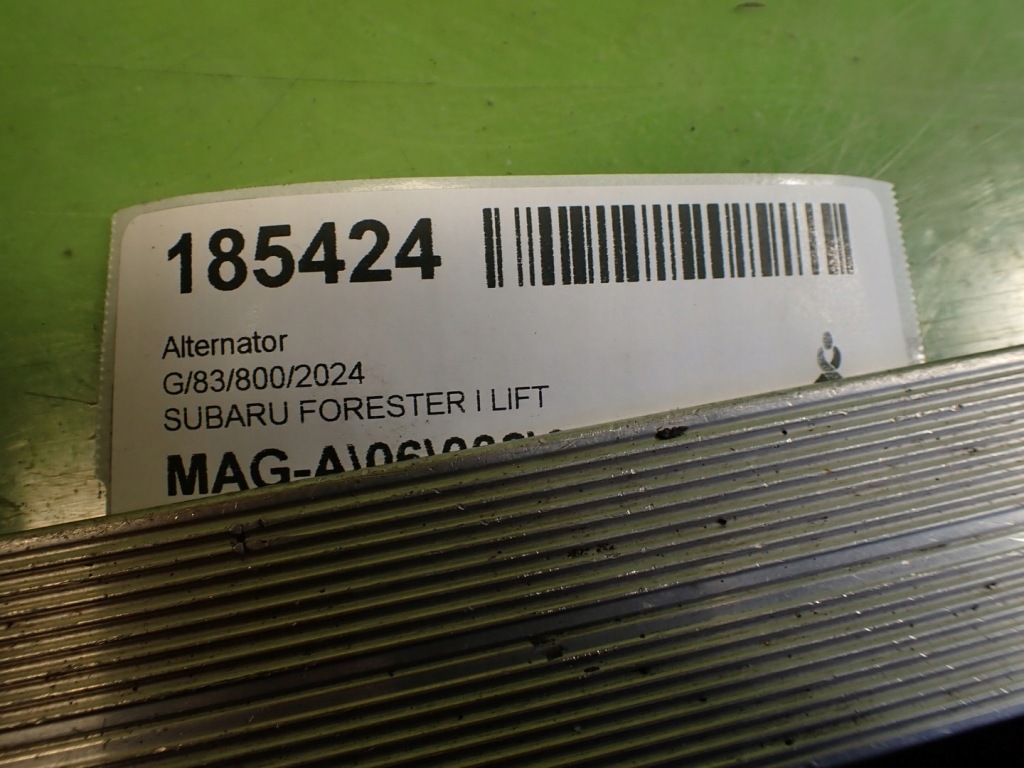 185424
Alternator
G/83/800/2024
SUBARU FORESTER I LIFT